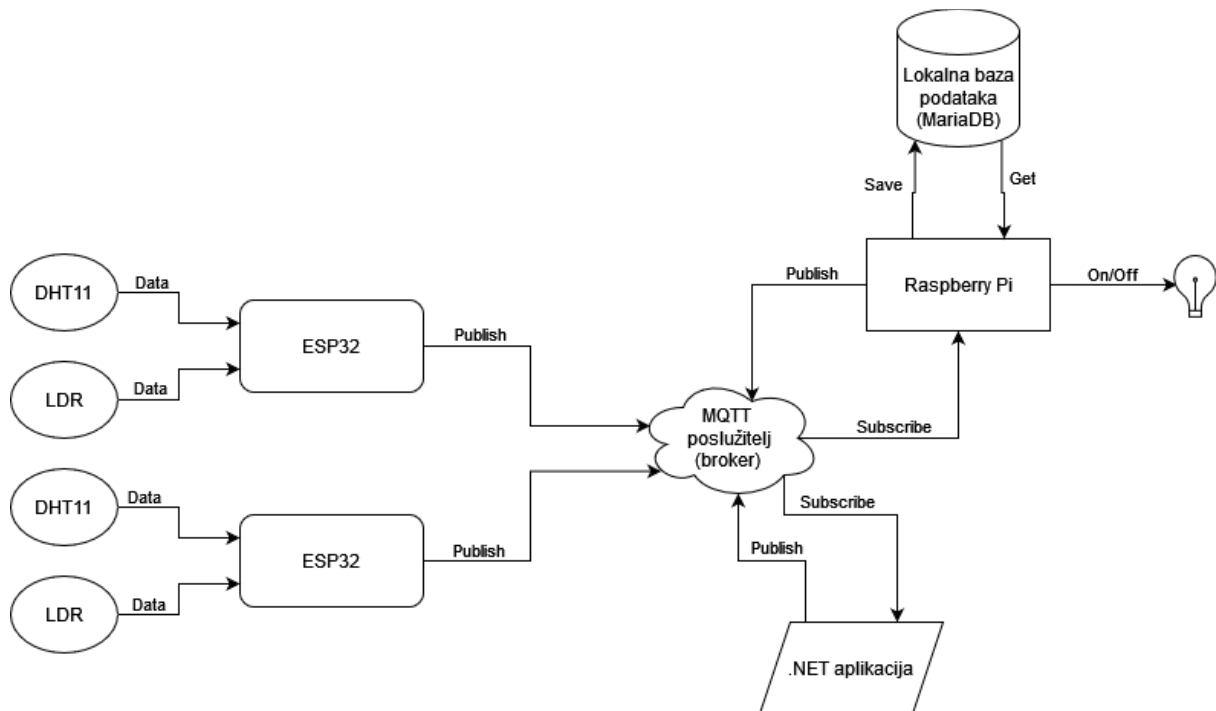 Lokalna baza
podataka
(MariaDB)
Save
Get
DHT11
Data
Publish
Raspberry Pi
On/Off
ESP32
Publish
LDR
Data
MQTT
poslužitelj
(broker)
Subscribe
DHT11
Data
Subscribe
ESP32
Publish
Publish
LDR
Data
.NET aplikacija